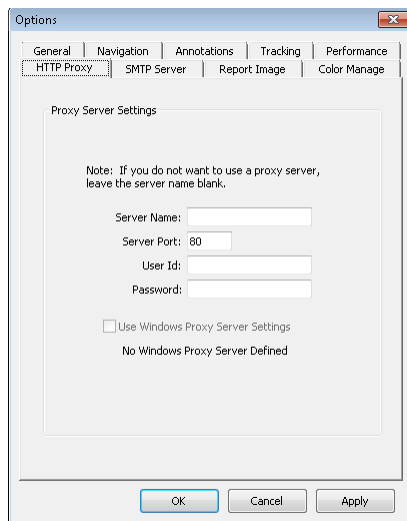 Options
General Navigation Annotations Tracking Performance
HTTP Proxy SMTP Server Report Image Color Manage
Proxy Server Settings
Note: If you do not want to use a proxy server,
leave the server name blank.
Server Name:
Server Port: 80
User Id:
Password:
Use Windows Proxy Server Settings
No Windows Proxy Server Defined
OK Cancel Apply